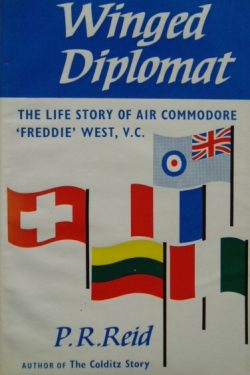 Winged
Diplomat
THE LIFE STORY OF AIR COMMODORE
‘FREDDIE’ WEST, V.C.
P.R.Reid
AUTHOR OF The Colditz Story